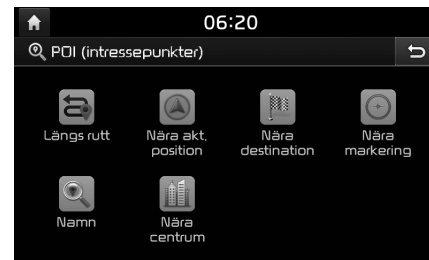 06:20
POI (intressepunkter)
Längs rutt
Nära akt.
position
Nära
destination
Nära
markering
Namn
Nära
centrum